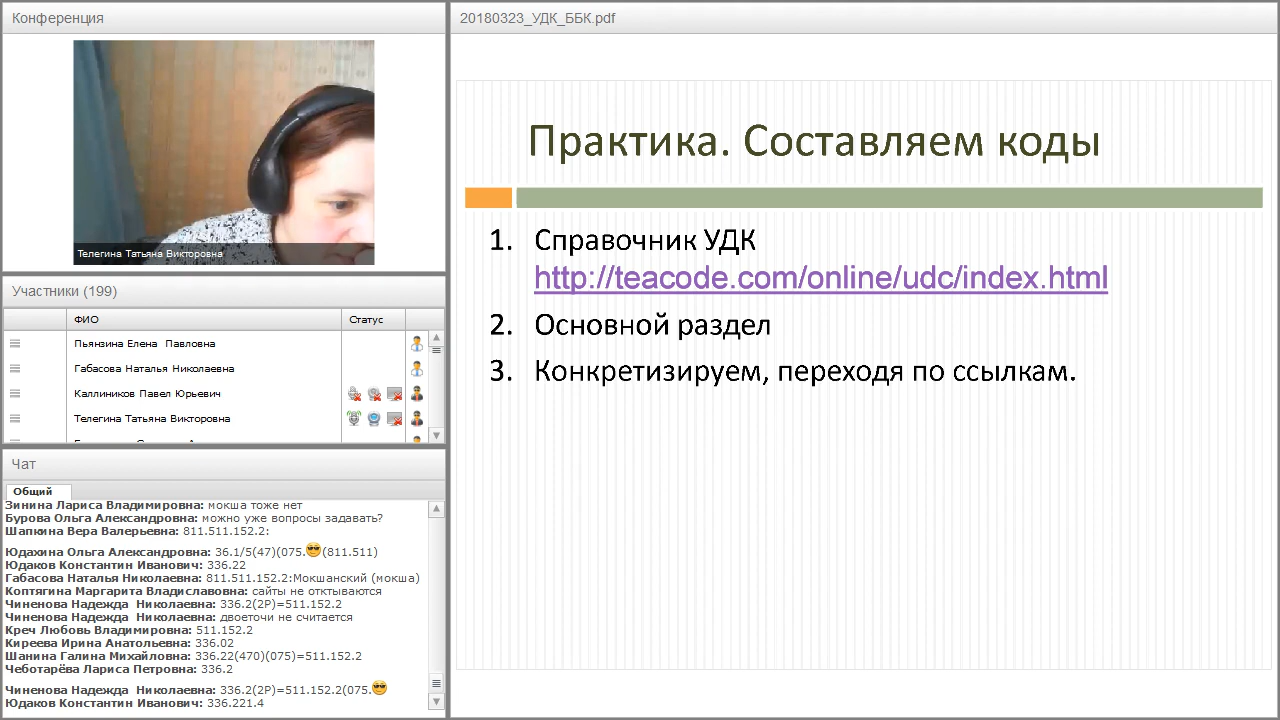 Конференция
Телегина Татьяна Викторовна
Участники (199)
ФИО Статус
Пьянзина Елена Павловна
Габасова Наталья Николаевна
Каллиников Павел Юрьевич
Телегина Татьяна Викторовна
Чат
Общий
Зинина Лариса Владимировна: мокша тоже нет
Бурова Ольга Александровна: можно уже вопросы задавать?
Шапкина Вера Валерьевна: 811.511.152.2:
Юдахина Ольга Александровна: 36.1/5(47)(075.😎(811.511)
Юдаков Константин Иванович: 336.22
Габасова Наталья Николаевна: 811.511.152.2:Мокшанский (мокша)
Коптягина Маргарита Владиславовна: сайты не отктываются
Чиненова Надежда Николаевна: 336.2(2Р)=511.152.2
Чиненова Надежда Николаевна: двоеточи не считается
Креч Любовь Владимировна: 511.152.2
Киреева Ирина Анатольевна: 336.02
Шанина Галина Михайловна: 336.22(470)(075)=511.152.2
Чеботарёва Лариса Петровна: 336.2
Чиненова Надежда Николаевна: 336.2(2Р)=511.152.2(075.😎
Юдаков Константин Иванович: 336.221.4
20180323_УДК_ББК.pdf
Практика. Составляем коды
1. Справочник УДК
http://teacode.com/online/udc/index.html
2. Основной раздел
3. Конкретизируем, переходя по ссылкам.